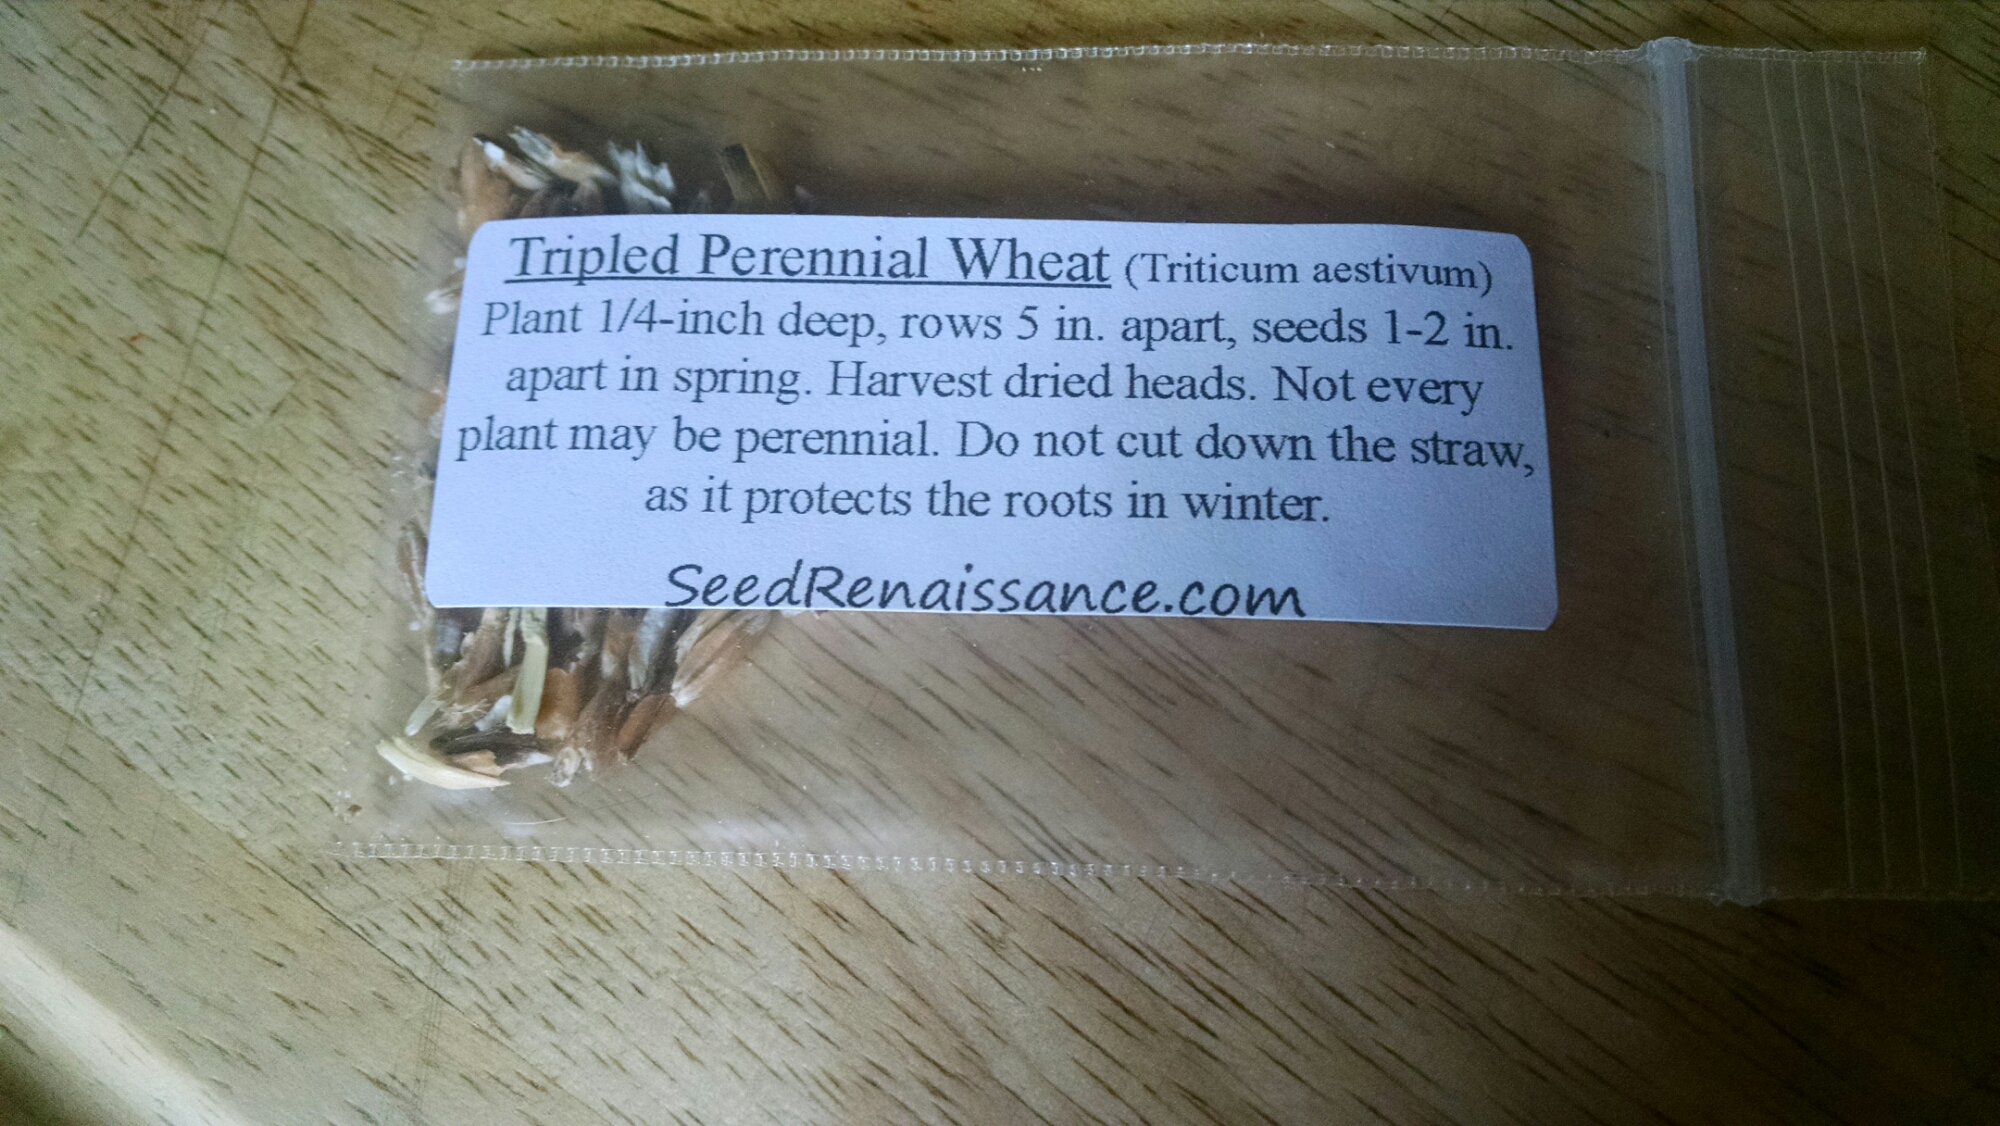 Tripled Perennial Wheat (Triticum aestivum)
Plant 1/4-inch deep, rows 5 in. apart, seeds 1-2 in.
apart in spring. Harvest dried heads. Not every
plant may be perennial. Do not cut down the straw,
as it protects the roots in winter.
SeedRenaissance.com